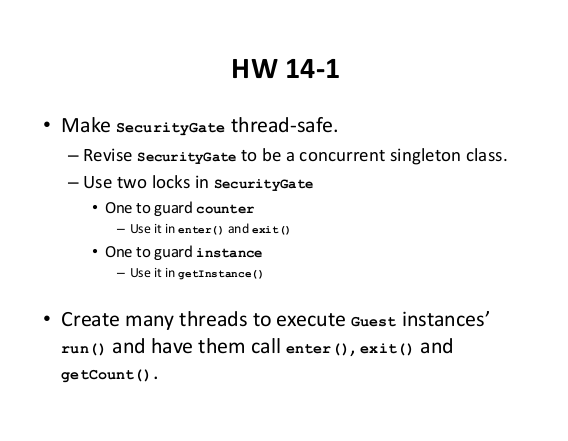 HW 14-1
• Make SecurityGate thread-safe.
– Revise SecurityGate to be a concurrent singleton class.
– Use two locks in SecurityGate
• One to guard counter
– Use it in enter() and exit()
• One to guard instance
– Use it in getInstance()
• Create many threads to execute Guest instances’
run() and have them call enter(), exit() and
getCount().